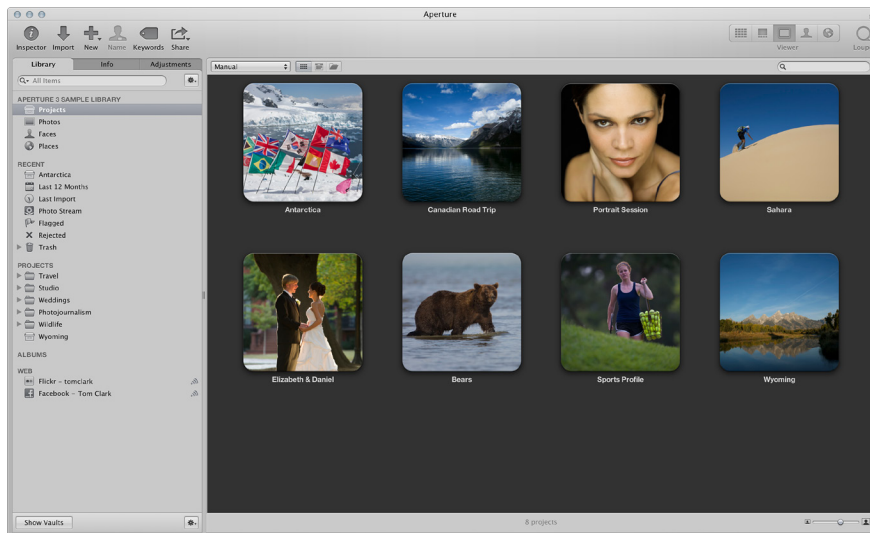 Aperture
Inspector Import New Name Keywords Share
Viewer
Loupe
Library Info Adjustments
Manual
All Items
APERTURE 3 SAMPLE LIBRARY
Projects
Photos
Faces
Places
RECENT
Antarctica
Last 12 Months
Last Import
Photo Stream
Flagged
Rejected
Trash
PROJECTS
Travel
Studio
Weddings
Photojournalism
Wildlife
Wyoming
ALBUMS
WEB
Flickr – tomclark
Facebook – Tom Clark
Show Vaults
Antarctica Canadian Road Trip Portrait Session Sahara
Elizabeth & Daniel Bears Sports Profile Wyoming
8 projects